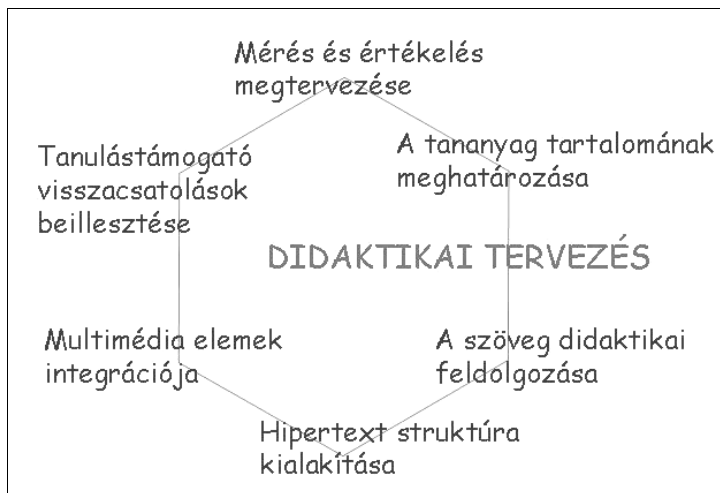 Mérés és értékelés
megtervezése
A tananyag tartalomának
meghatározása
Tanulástámogató
visszacsatolások
beillesztése
DIDAKTIKAI TERVEZÉS
Multimédia elemek
integrációja
A szöveg didaktikai
feldolgozása
Hipertext struktúra
kialakítása